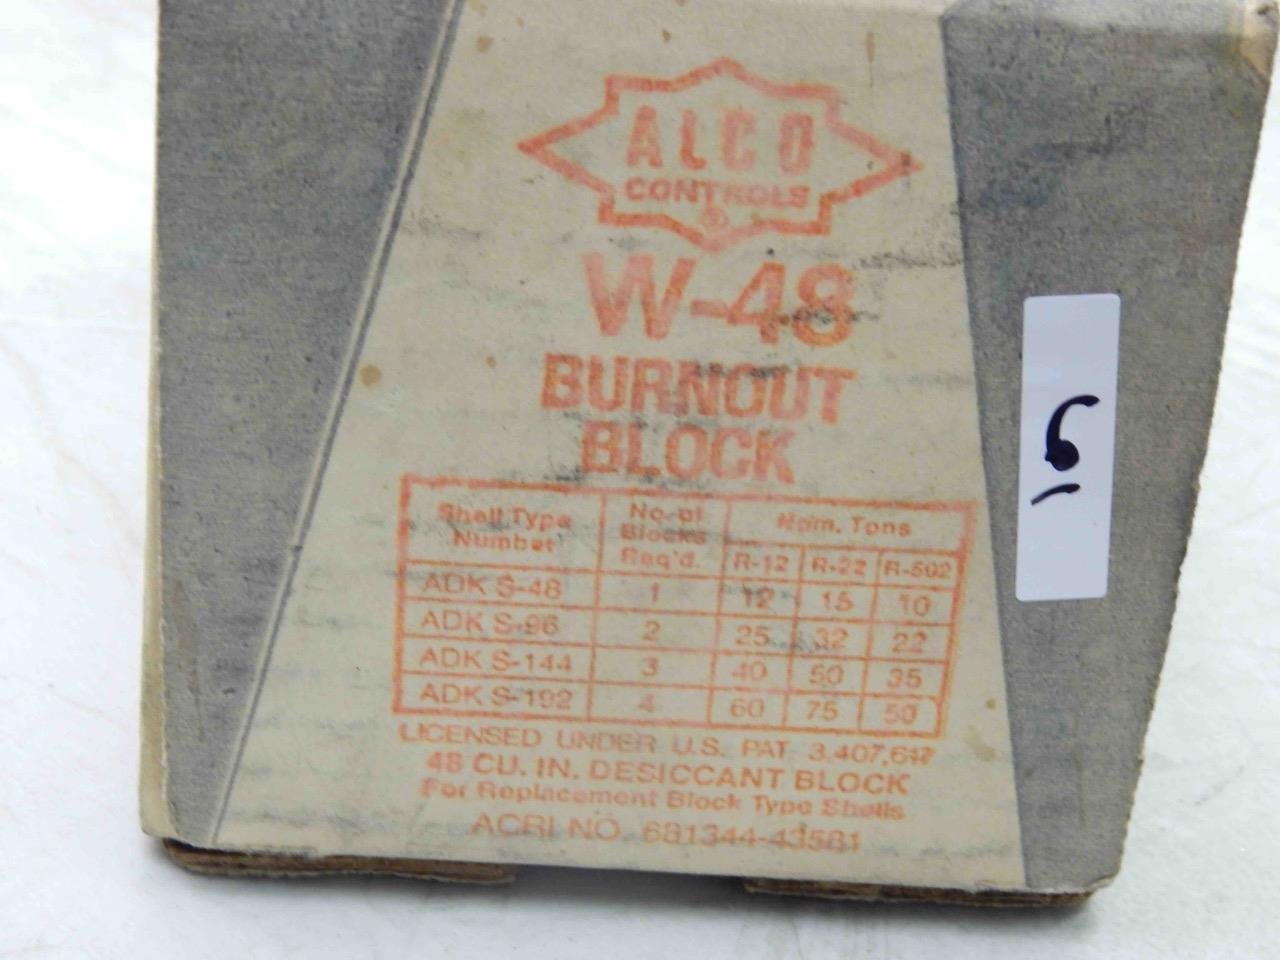 ALCO
CONTROLS
®
W-48
BURNOUT
BLOCK
Shell Type Number No. of Blocks Req'd. Nom. Tons
R-12 R-22 R-502
ADK S-48 1 12 15 10
ADK S-96 2 25 32 22
ADK S-144 3 40 50 35
ADK S-192 4 60 75 50
LICENSED UNDER U.S. PAT 3,407,617
48 CU. IN. DESICCANT BLOCK
For Replacement Block Type Shells
ACRI NO. 681344-43581